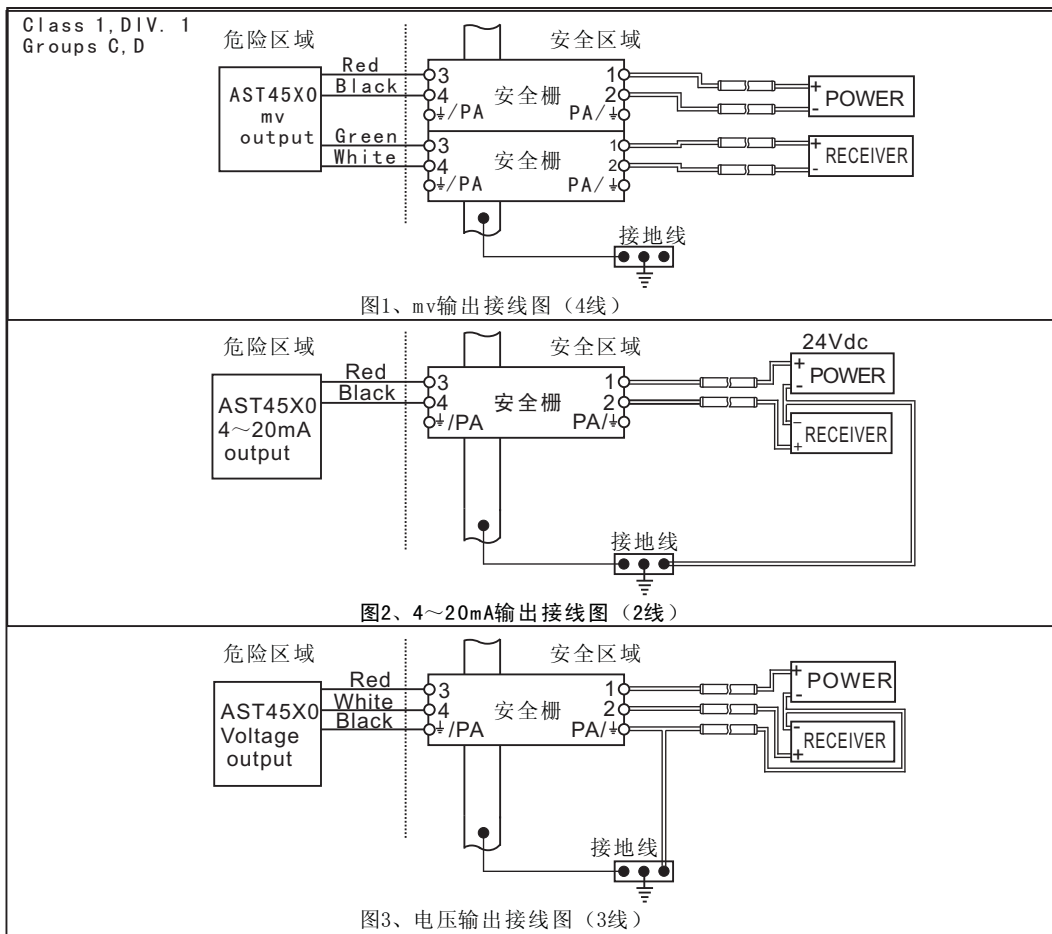 Class 1,DIV. 1
Groups C,D
危险区域
安全区域
AST45X0
mv
output
Red
Black
Green
White
3
4
⏚/PA
安全栅
1
2
PA/⏚
3
4
⏚/PA
安全栅
1
2
PA/⏚
+
-
POWER
+
-
RECEIVER
接地线
图1、mv输出接线图（4线）
危险区域
安全区域
AST45X0
4～20mA
output
Red
Black
3
4
⏚/PA
安全栅
1
2
PA/⏚
24Vdc
+
-
POWER
-
+
RECEIVER
接地线
图2、4～20mA输出接线图（2线）
危险区域
安全区域
AST45X0
Voltage
output
Red
White
Black
3
4
⏚/PA
安全栅
1
2
PA/⏚
+
-
POWER
-
+
RECEIVER
接地线
图3、电压输出接线图（3线）